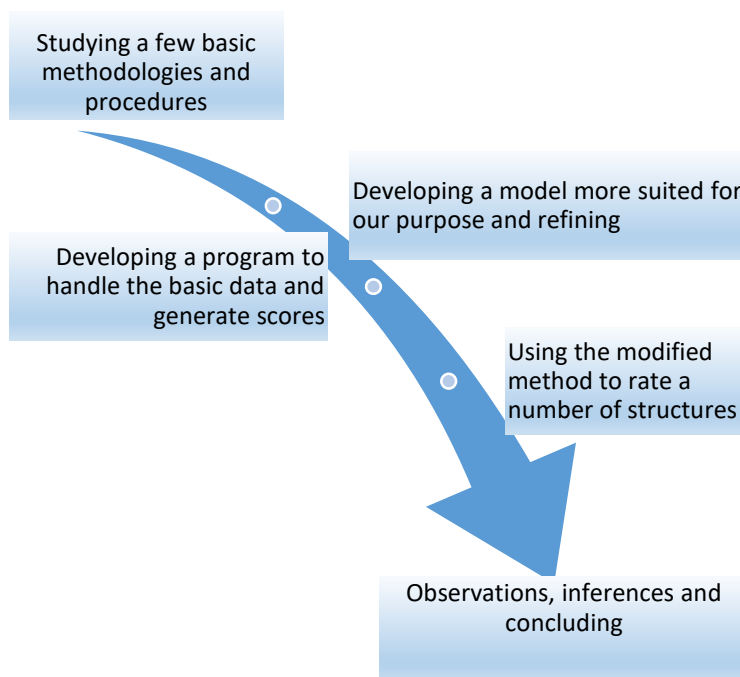 Studying a few basic
methodologies and
procedures
Developing a program to
handle the basic data and
generate scores
Developing a model more suited for
our purpose and refining
Using the modified
method to rate a
number of structures
Observations, inferences and
concluding